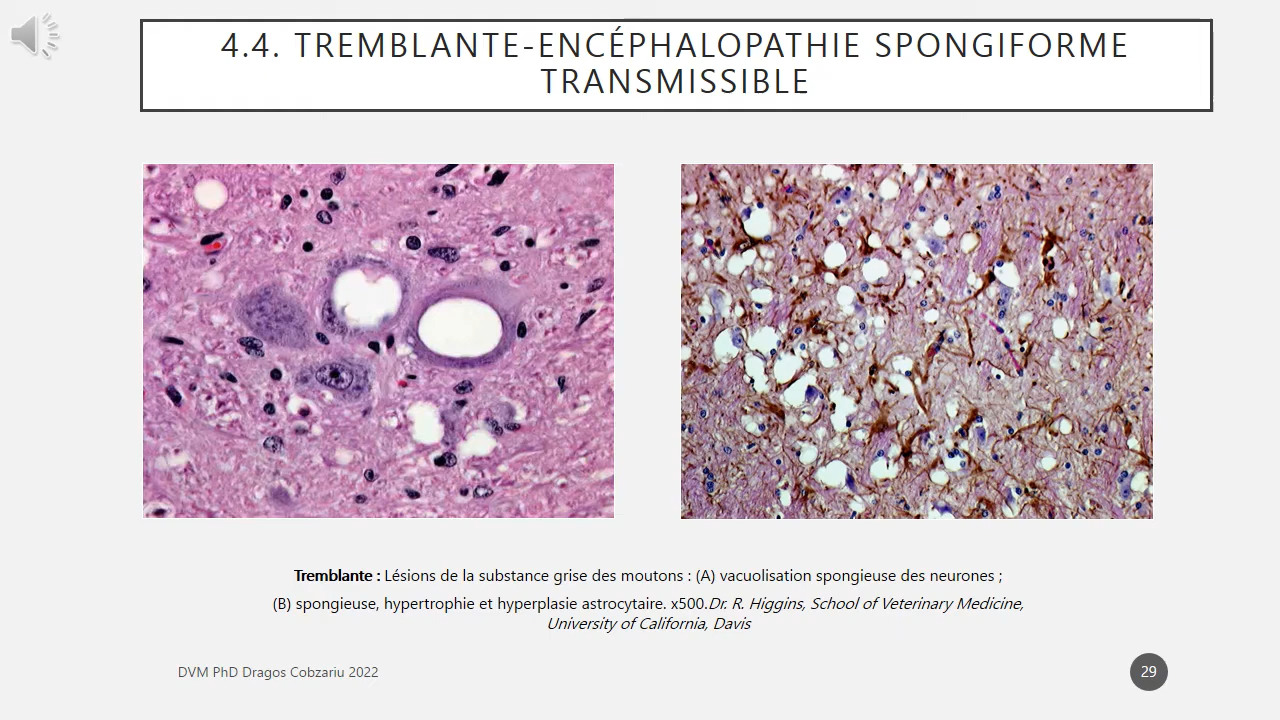 4.4. TREMBLANTE-ENCÉPHALOPATHIE SPONGIFORME
TRANSMISSIBLE
Tremblante : Lésions de la substance grise des moutons : (A) vacuolisation spongieuse des neurones ;
(B) spongieuse, hypertrophie et hyperplasie astrocytaire. x500.Dr. R. Higgins, School of Veterinary Medicine,
University of California, Davis
DVM PhD Dragos Cobzariu 2022
29